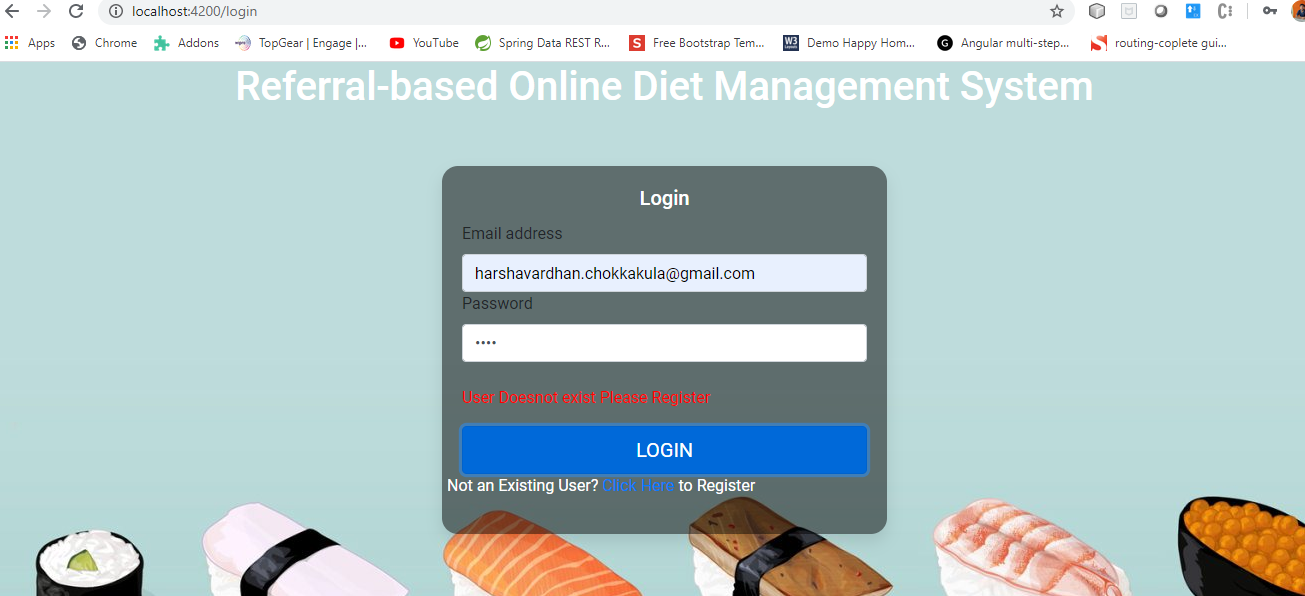 localhost:4200/login
Apps Chrome Addons TopGear | Engage |... YouTube Spring Data REST R... S Free Bootstrap Tem... W3 Demo Happy Hom... G Angular multi-step... routing-coplete gui...
Referral-based Online Diet Management System
Login
Email address
harshavardhan.chokkakula@gmail.com
Password
••••
User Doesnot exist Please Register
LOGIN
Not an Existing User? Click Here to Register